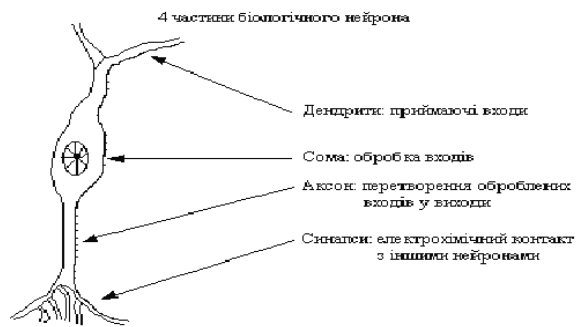 4 частини біологічного нейрона
Дендрити: приймаючі входи
Сома: обробка входів
Аксон: перетворення оброблених
входів у виходи
Синапси: електрохімічний контакт
з іншими нейронами